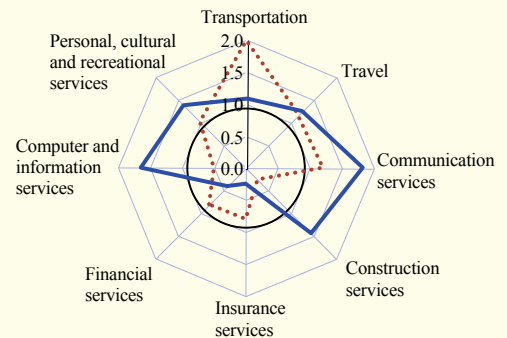 Transportation
2.0
1.5
1.0
0.5
0.0
Travel
Communication
services
Construction
services
Insurance
services
Financial
services
Computer and
information
services
Personal, cultural
and recreational
services